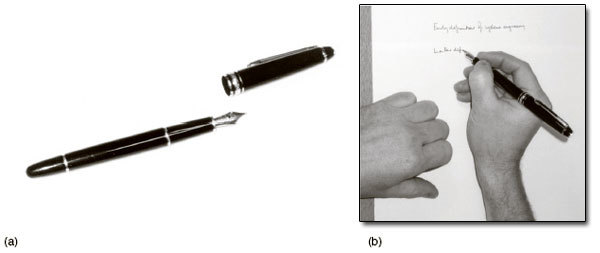 Early definitions of systems engineering
(a)
(b)